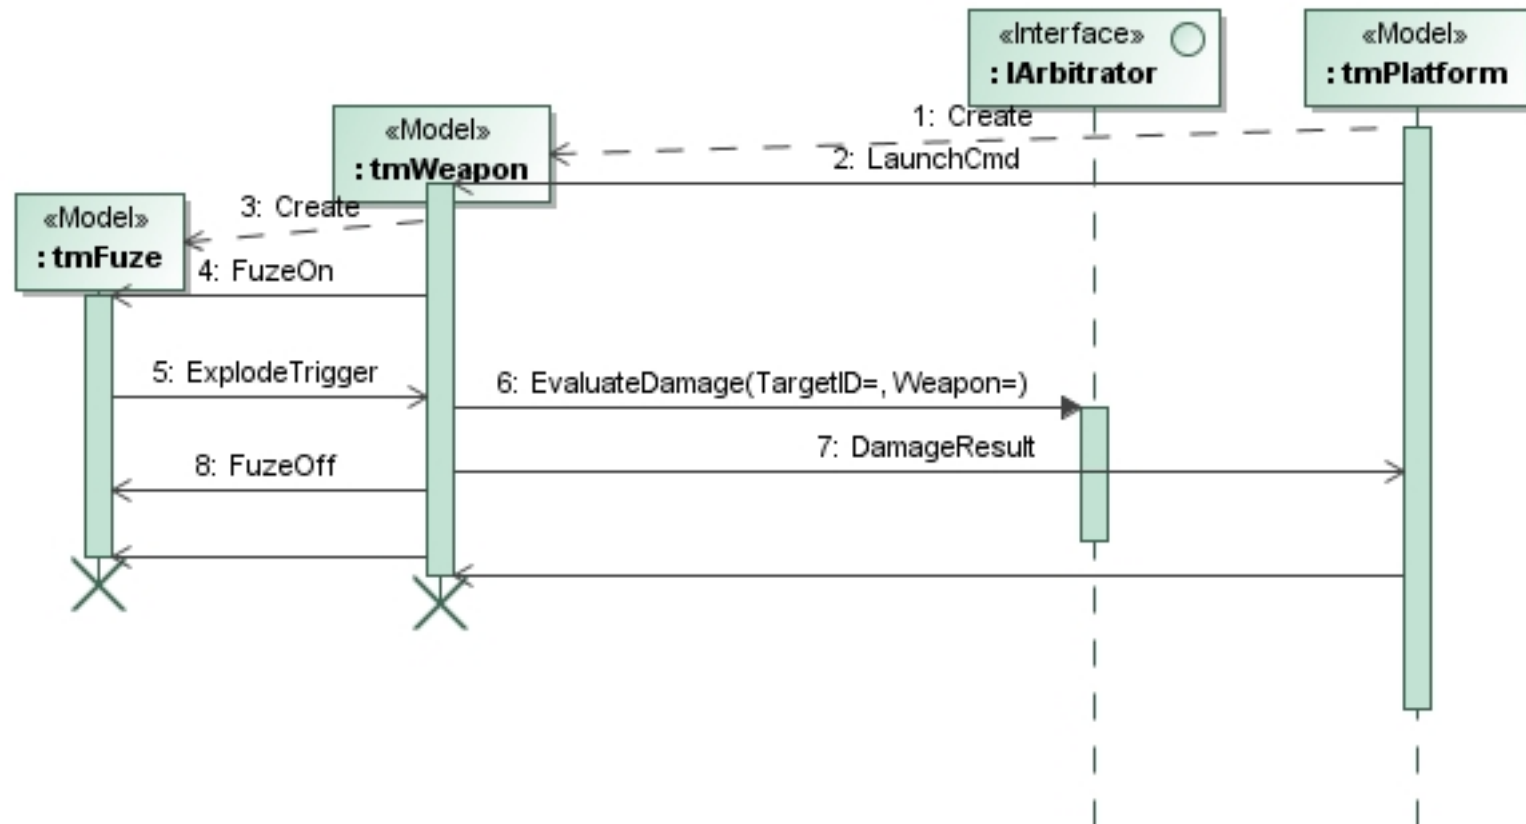 «Interface»
: IArbitrator
«Model»
: tmPlatform
«Model»
: tmWeapon
«Model»
: tmFuze
1: Create
2: LaunchCmd
3: Create
4: FuzeOn
5: ExplodeTrigger
6: EvaluateDamage(TargetID=, Weapon=)
7: DamageResult
8: FuzeOff